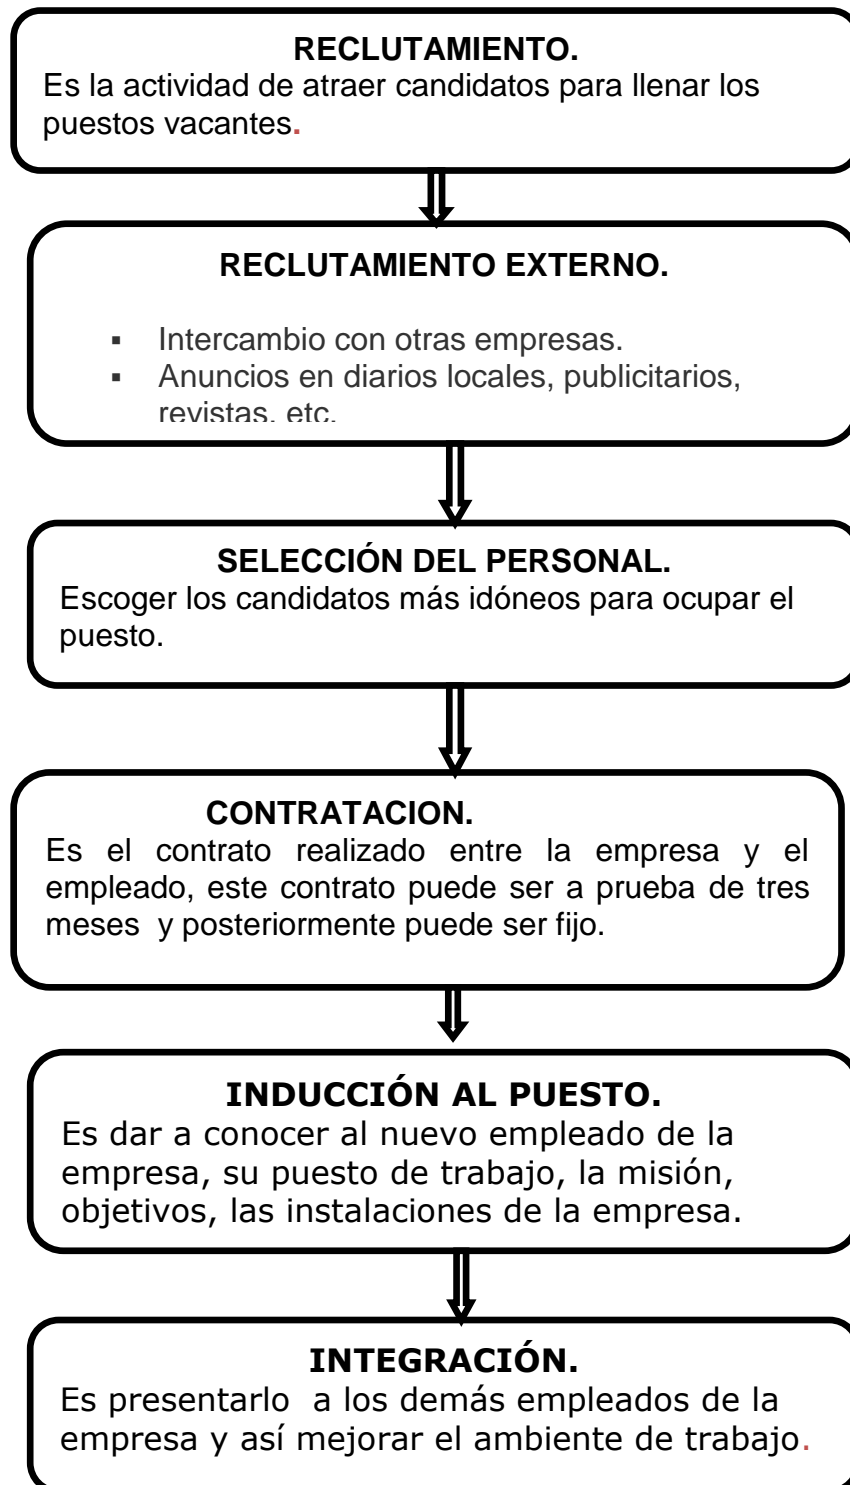 RECLUTAMIENTO.
Es la actividad de atraer candidatos para llenar los
puestos vacantes.
RECLUTAMIENTO EXTERNO.
▪ Intercambio con otras empresas.
▪ Anuncios en diarios locales, publicitarios,
revistas, etc.
SELECCIÓN DEL PERSONAL.
Escoger los candidatos más idóneos para ocupar el
puesto.
CONTRATACION.
Es el contrato realizado entre la empresa y el
empleado, este contrato puede ser a prueba de tres
meses y posteriormente puede ser fijo.
INDUCCIÓN AL PUESTO.
Es dar a conocer al nuevo empleado de la
empresa, su puesto de trabajo, la misión,
objetivos, las instalaciones de la empresa.
INTEGRACIÓN.
Es presentarlo a los demás empleados de la
empresa y así mejorar el ambiente de trabajo.